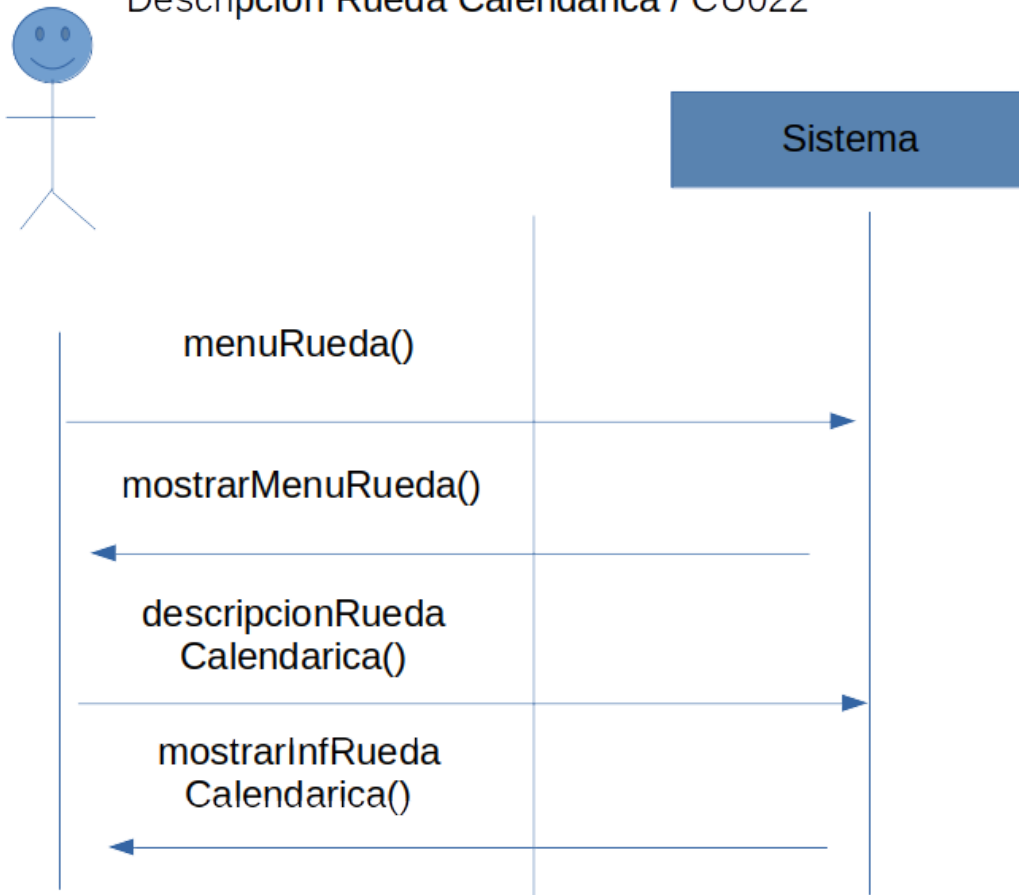 Descripcion Rueda Calendarica / CU022
Sistema
menuRueda()
mostrarMenuRueda()
descripcionRueda
Calendarica()
mostrarInfRueda
Calendarica()